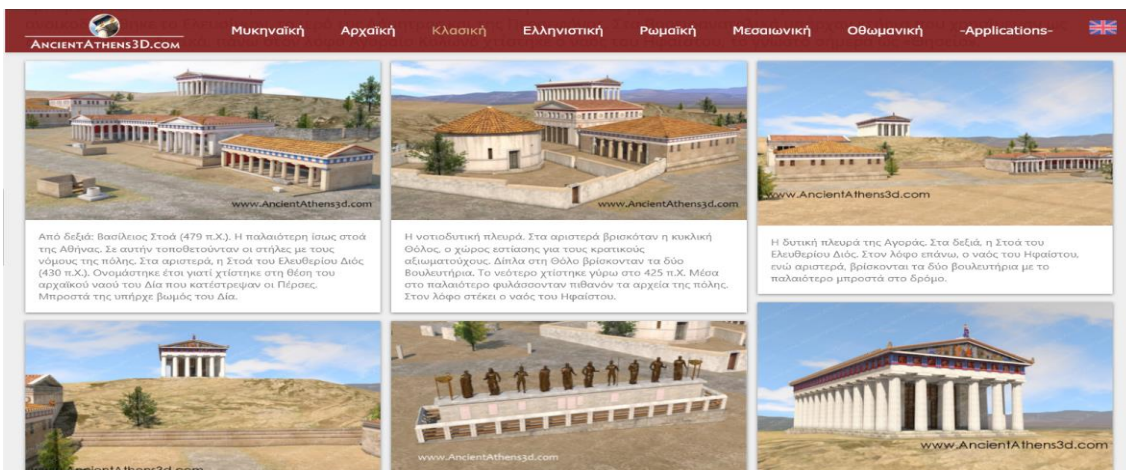 AncientAthens3D.com
Μυκηναϊκή Αρχαϊκή Κλασική Ελληνιστική Ρωμαϊκή Μεσαιωνική Οθωμανική -Applications-
www.AncientAthens3d.com
Από δεξιά: Βασίλειος Στοά (479 π.Χ.). Η παλαιότερη ίσως στοά
της Αθήνας. Σε αυτήν τοποθετούνταν οι στήλες με τους
νόμους της πόλης. Στα αριστερά, η Στοά του Ελευθερίου Διός
(430 π.Χ.). Ονομάστηκε έτσι γιατί χτίστηκε στη θέση του
αρχαϊκού ναού του Δία που κατέστρεψαν οι Πέρσες.
Μπροστά της υπήρχε βωμός του Δία.
www.AncientAthens3d.com
Η νοτιοδυτική πλευρά. Στα αριστερά βρισκόταν η κυκλική
Θόλος, ο χώρος εστίασης για τους κρατικούς
αξιωματούχους. Δίπλα στη Θόλο βρίσκονταν τα δύο
Βουλευτήρια. Το νεότερο χτίστηκε γύρω στο 425 π.Χ. Μέσα
στο παλαιότερο φυλάσσονταν πιθανόν τα αρχεία της πόλης.
Στον λόφο στέκει ο ναός του Ηφαίστου.
www.AncientAthens3d.com
Η δυτική πλευρά της Αγοράς. Στα δεξιά, η Στοά του
Ελευθερίου Διός. Στον λόφο επάνω, ο ναός του Ηφαίστου,
ενώ αριστερά, βρίσκονται τα δύο βουλευτήρια με το
παλαιότερο μπροστά στο δρόμο.
www.AncientAthens3d.com
www.AncientAthens3d.com